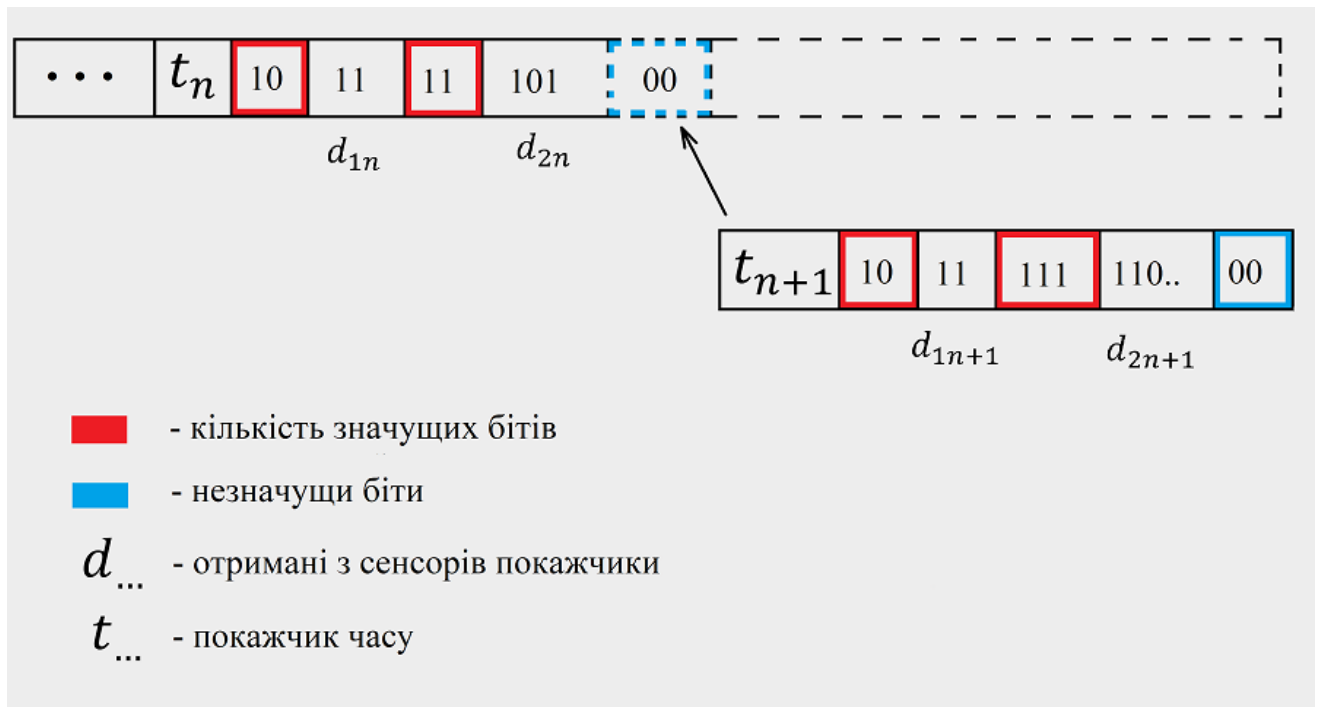 ... tₙ 10 11 11 101 00
d₁ₙ d₂ₙ
tₙ₊₁ 10 11 111 110.. 00
d₁ₙ₊₁ d₂ₙ₊₁
- кількість значущих бітів
- незначущи біти
d... - отримані з сенсорів покажчики
t... - покажчик часу